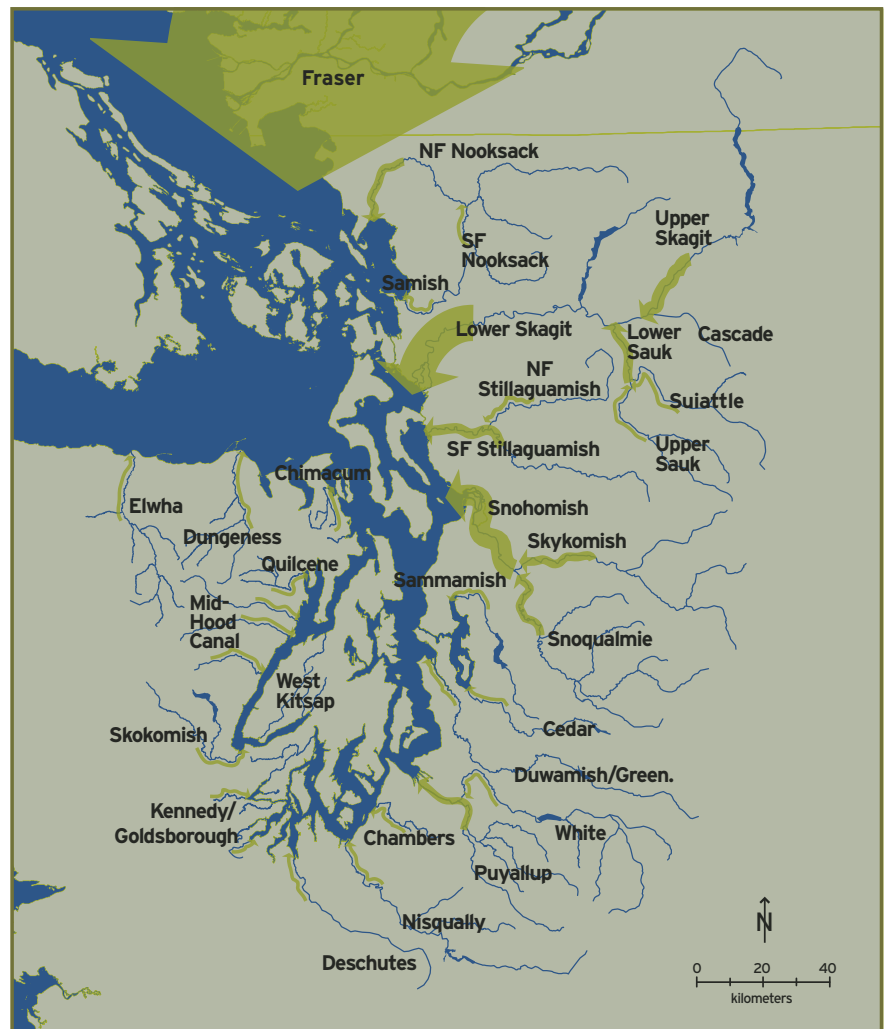 Fraser
NF Nooksack
Upper
Skagit
SF
Nooksack
Samish
Lower Skagit
Lower
Sauk
Cascade
NF
Stillaguamish
Suiattle
SF Stillaguamish
Upper
Sauk
Chimacum
Elwha
Snohomish
Dungeness
Skykomish
Quilcene
Sammamish
Mid-
Hood
Canal
Snoqualmie
West
Kitsap
Skokomish
Cedar
Duwamish/Green.
Kennedy/
Goldsborough
Chambers
White
Puyallup
Nisqually
Deschutes
N
0 20 40
kilometers